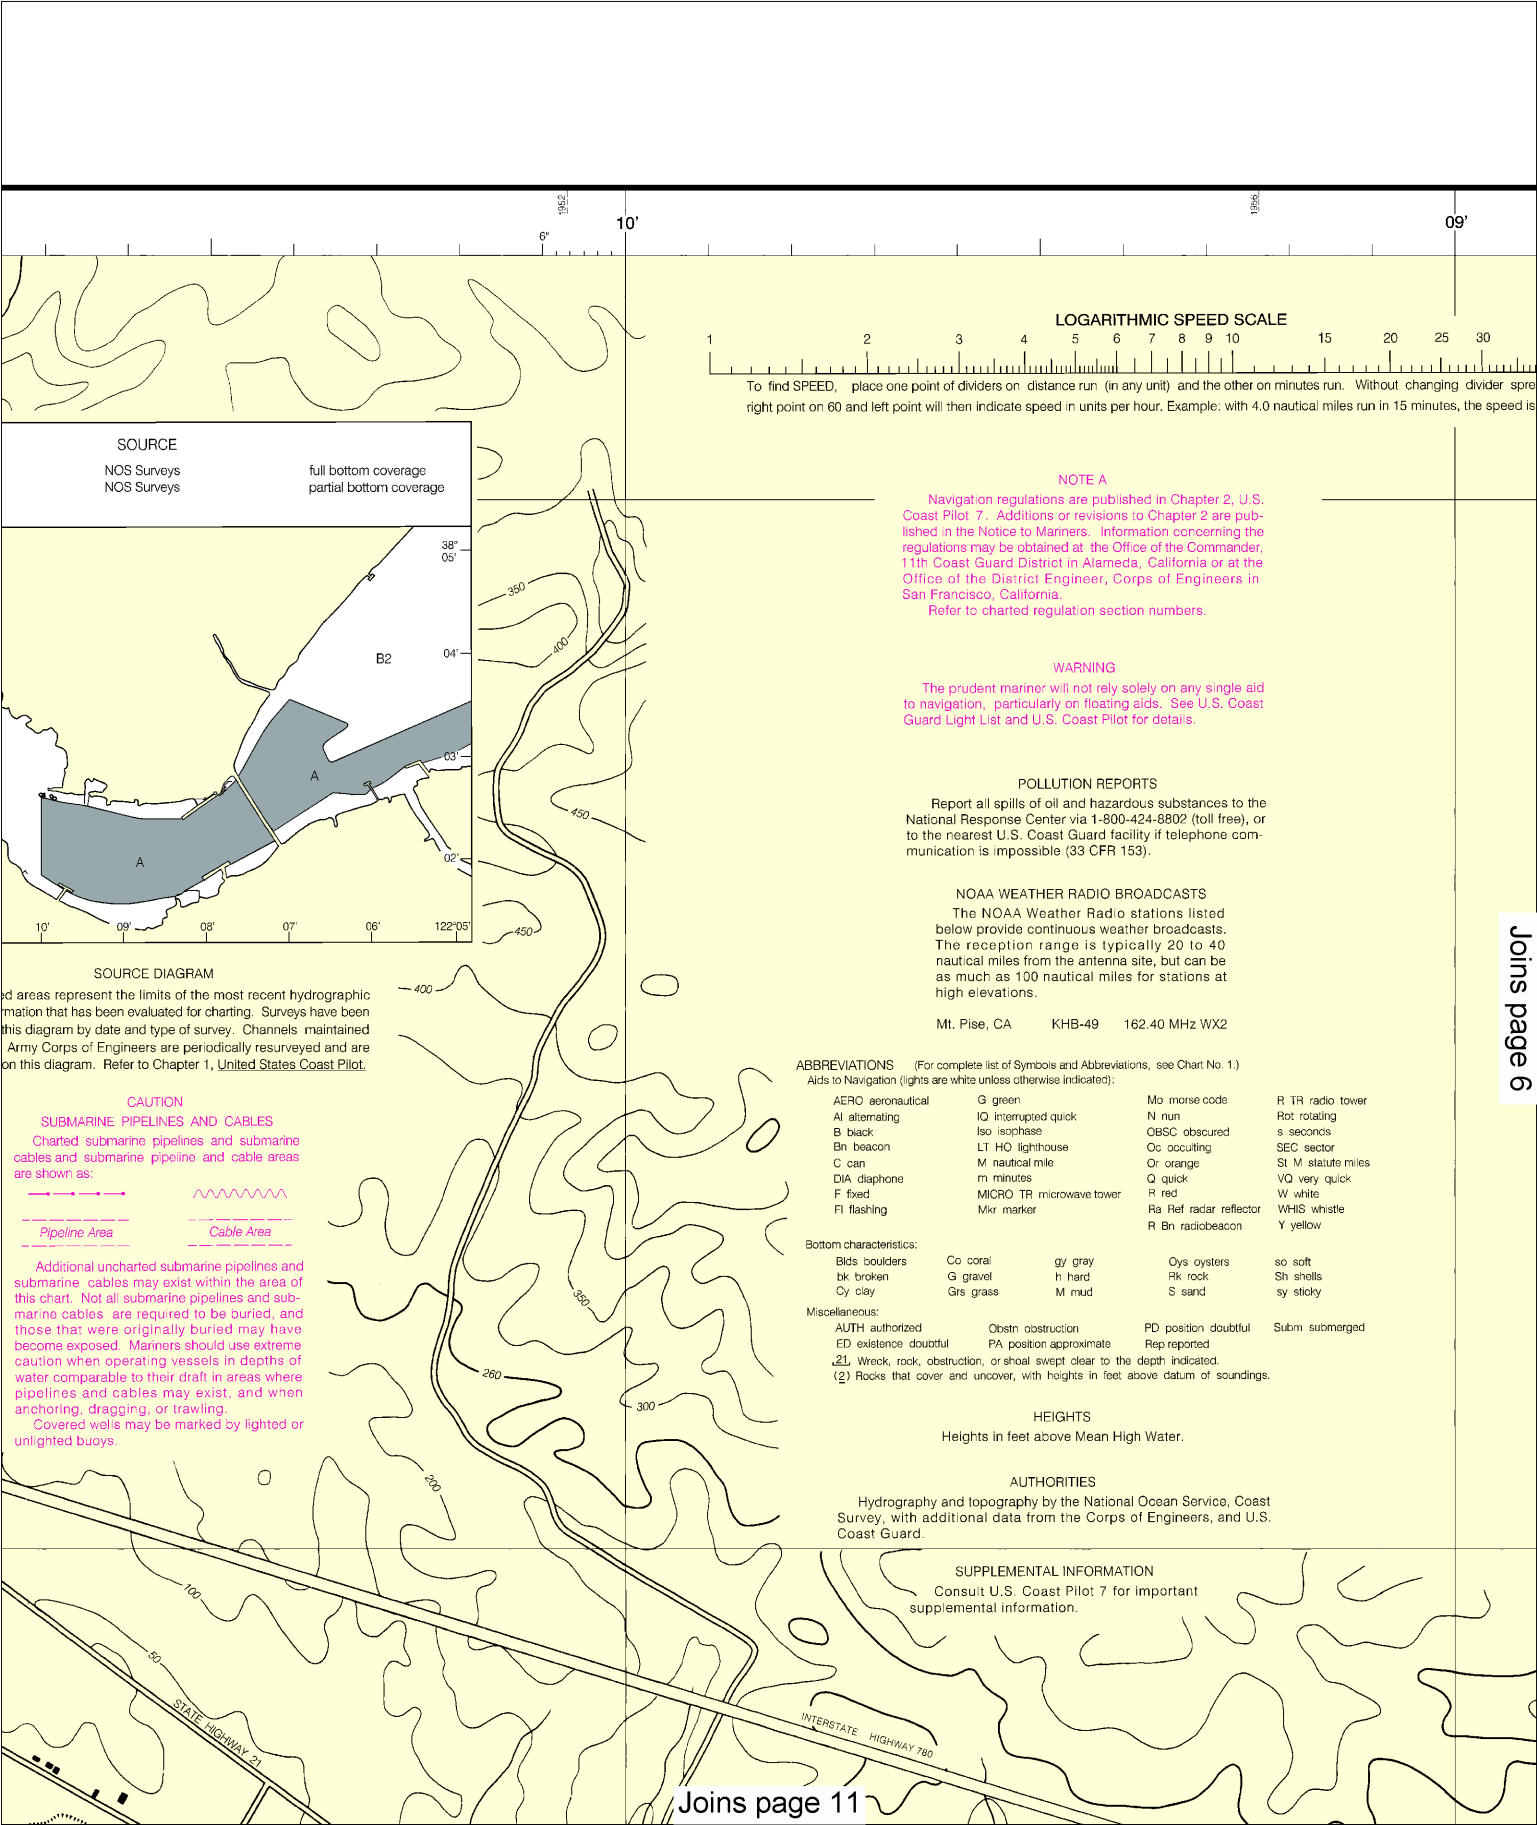 1952
10'
1956
09'
6"
LOGARITHMIC SPEED SCALE
1 2 3 4 5 6 7 8 9 10 15 20 25 30
To find SPEED, place one point of dividers on distance run (in any unit) and the other on minutes run. Without changing divider spre
right point on 60 and left point will then indicate speed in units per hour. Example: with 4.0 nautical miles run in 15 minutes, the speed is
SOURCE
NOS Surveys full bottom coverage
NOS Surveys partial bottom coverage
38°
05'
B2
04'
03'
A
A
02'
10' 09' 08' 07' 06' 122°05'
SOURCE DIAGRAM
ed areas represent the limits of the most recent hydrographic
rmation that has been evaluated for charting. Surveys have been
this diagram by date and type of survey. Channels maintained
Army Corps of Engineers are periodically resurveyed and are
on this diagram. Refer to Chapter 1, United States Coast Pilot.
CAUTION
SUBMARINE PIPELINES AND CABLES
Charted submarine pipelines and submarine
cables and submarine pipeline and cable areas
are shown as:
Pipeline Area Cable Area
Additional uncharted submarine pipelines and
submarine cables may exist within the area of
this chart. Not all submarine pipelines and sub-
marine cables are required to be buried, and
those that were originally buried may have
become exposed. Mariners should use extreme
caution when operating vessels in depths of
water comparable to their draft in areas where
pipelines and cables may exist, and when
anchoring, dragging, or trawling.
Covered wells may be marked by lighted or
unlighted buoys.
350
400
450
450
400
350
260
300
200
100
50
STATE HIGHWAY 21
INTERSTATE HIGHWAY 780
NOTE A
Navigation regulations are published in Chapter 2, U.S.
Coast Pilot 7. Additions or revisions to Chapter 2 are pub-
lished in the Notice to Mariners. Information concerning the
regulations may be obtained at the Office of the Commander,
11th Coast Guard District in Alameda, California or at the
Office of the District Engineer, Corps of Engineers in
San Francisco, California.
Refer to charted regulation section numbers.
WARNING
The prudent mariner will not rely solely on any single aid
to navigation, particularly on floating aids. See U.S. Coast
Guard Light List and U.S. Coast Pilot for details.
POLLUTION REPORTS
Report all spills of oil and hazardous substances to the
National Response Center via 1-800-424-8802 (toll free), or
to the nearest U.S. Coast Guard facility if telephone com-
munication is impossible (33 CFR 153).
NOAA WEATHER RADIO BROADCASTS
The NOAA Weather Radio stations listed
below provide continuous weather broadcasts.
The reception range is typically 20 to 40
nautical miles from the antenna site, but can be
as much as 100 nautical miles for stations at
high elevations.
Mt. Pise, CA KHB-49 162.40 MHz WX2
ABBREVIATIONS (For complete list of Symbols and Abbreviations, see Chart No. 1.)
Aids to Navigation (lights are white unless otherwise indicated):
AERO aeronautical G green Mo morse code R TR radio tower
Al alternating IQ interrupted quick N nun Rot rotating
B black Iso isophase OBSC obscured s seconds
Bn beacon LT HO lighthouse Oc occulting SEC sector
C can M nautical mile Or orange St M statute miles
DIA diaphone m minutes Q quick VQ very quick
F fixed MICRO TR microwave tower R red W white
Fl flashing Mkr marker Ra Ref radar reflector WHIS whistle
R Bn radiobeacon Y yellow
Bottom characteristics:
Blds boulders Co coral gy gray Oys oysters so soft
bk broken G gravel h hard Rk rock Sh shells
Cy clay Grs grass M mud S sand sy sticky
Miscellaneous:
AUTH authorized Obstn obstruction PD position doubtful Subm submerged
ED existence doubtful PA position approximate Rep reported
21, Wreck, rock, obstruction, or shoal swept clear to the depth indicated.
(2) Rocks that cover and uncover, with heights in feet above datum of soundings.
HEIGHTS
Heights in feet above Mean High Water.
AUTHORITIES
Hydrography and topography by the National Ocean Service, Coast
Survey, with additional data from the Corps of Engineers, and U.S.
Coast Guard.
SUPPLEMENTAL INFORMATION
Consult U.S. Coast Pilot 7 for important
supplemental information.
Joins page 6
Joins page 11